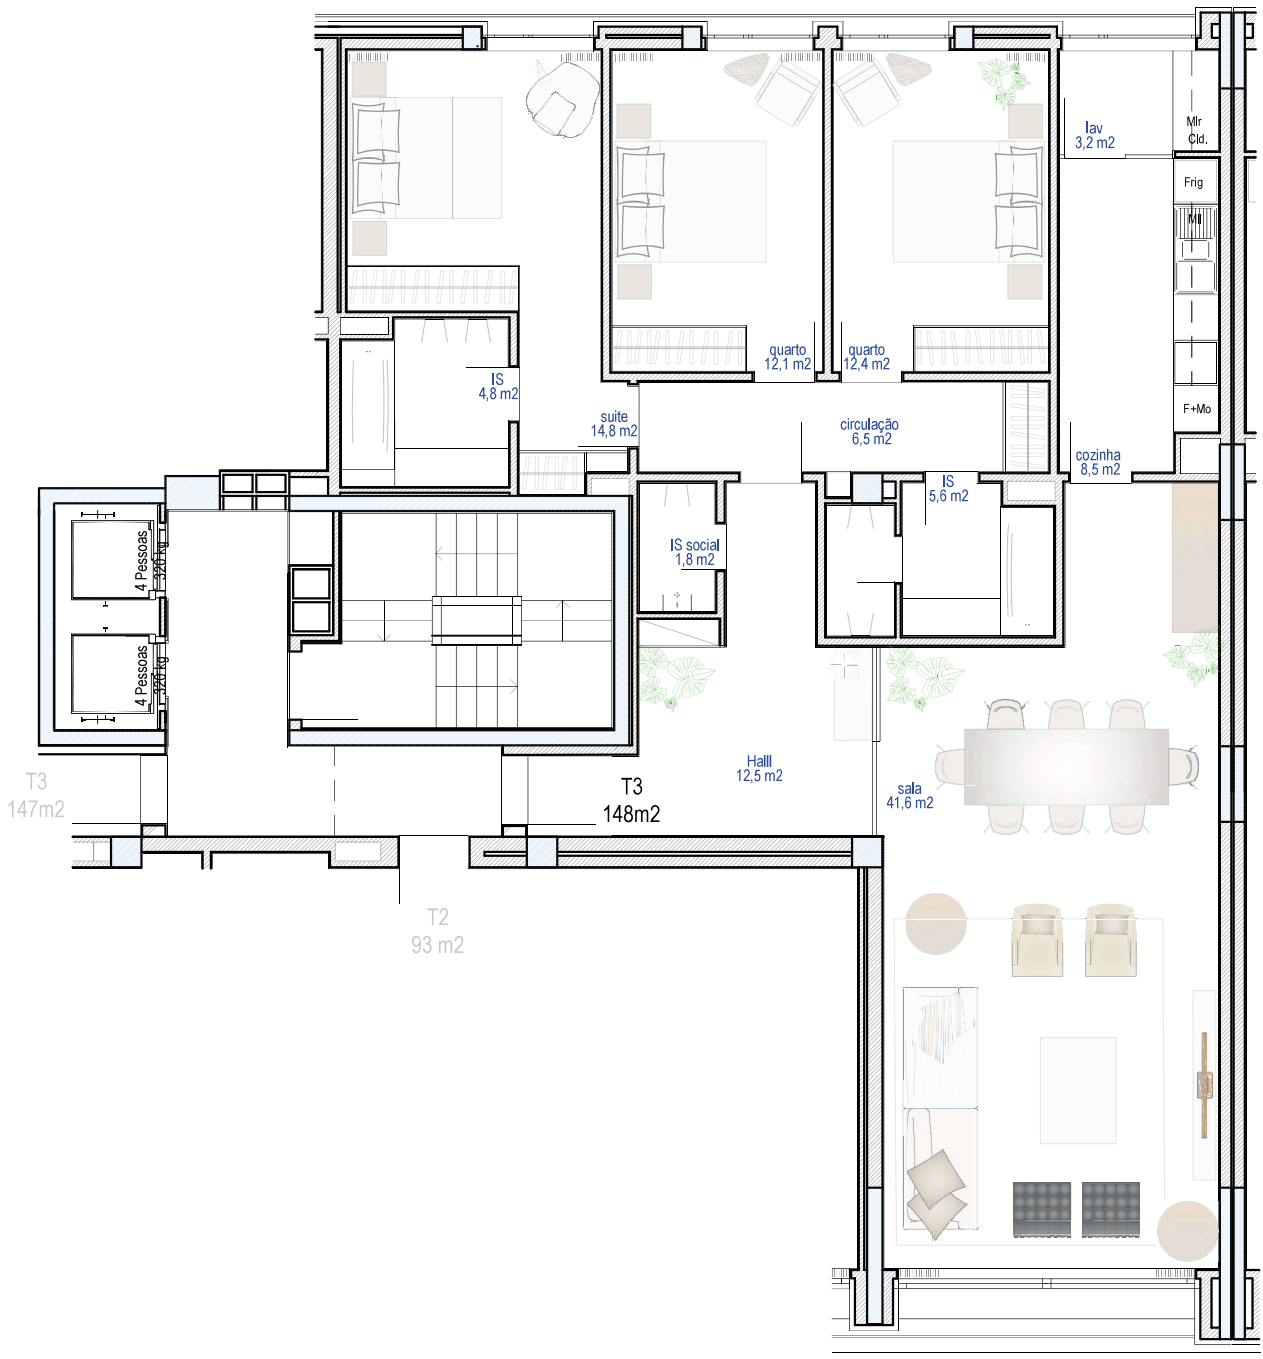 lav
3,2 m2
Mlr
Cld.
Frig
Mll
quarto
12,1 m2
quarto
12,4 m2
IS
4,8 m2
suite
14,8 m2
circulação
6,5 m2
F+Mo
cozinha
8,5 m2
IS
5,6 m2
IS social
1,8 m2
4 Pessoas
320 kg
4 Pessoas
320 kg
Halll
12,5 m2
sala
41,6 m2
T3
147m2
T3
148m2
T2
93 m2